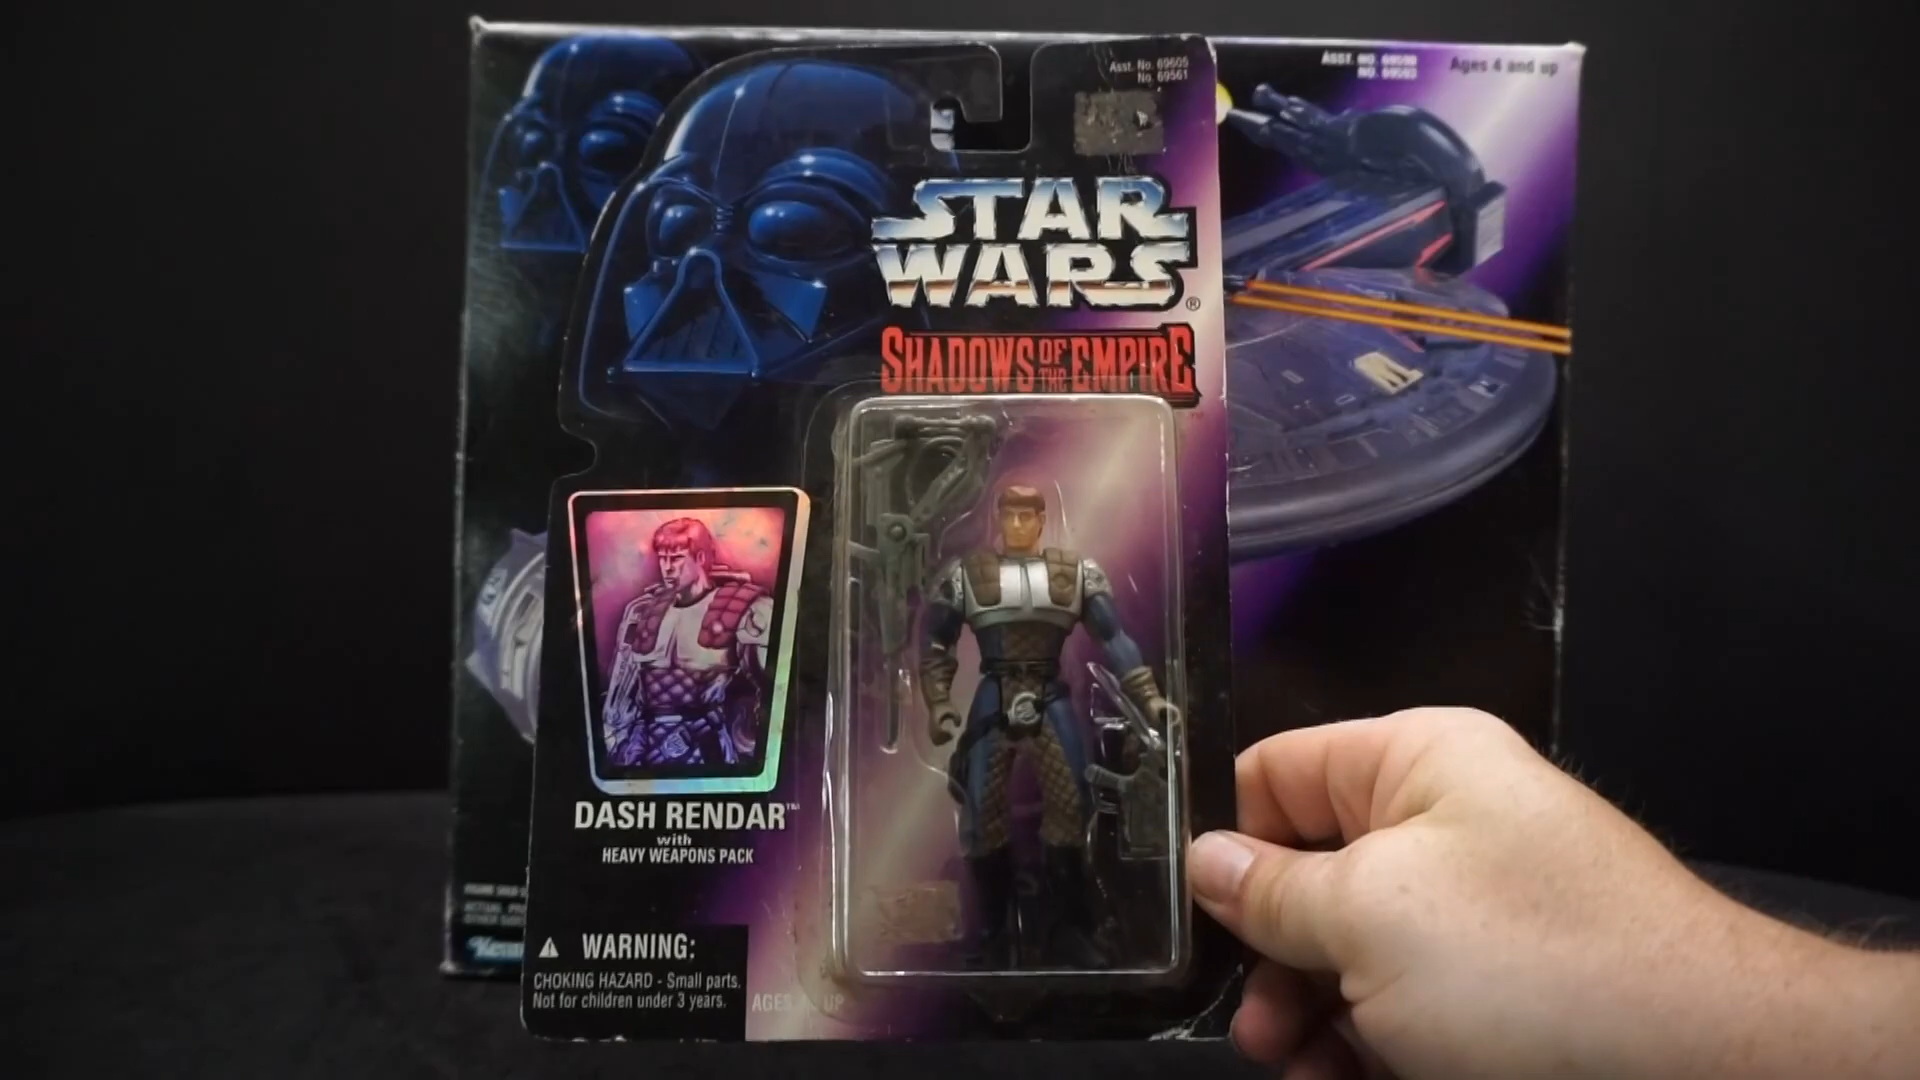 Asst. No. 69605
No. 69561
Ages 4 and up
STAR
WARS®
SHADOWS OF THE EMPIRE
DASH RENDAR™
with
HEAVY WEAPONS PACK
WARNING:
CHOKING HAZARD - Small parts.
Not for children under 3 years.